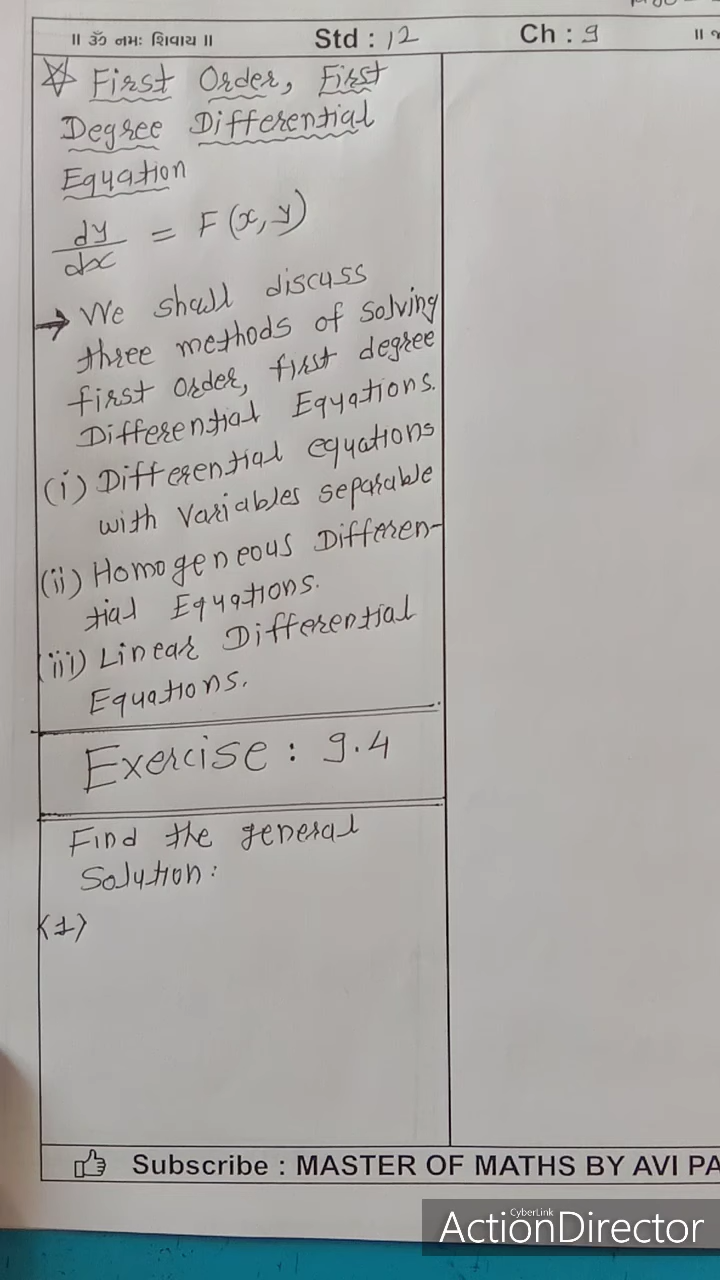 ॥ ૐ નમઃ શિવાય ॥ Std : 12 Ch : 9
First Order, First
Degree Differential
Equation
dy/dx = F(x, y)
→ We shall discuss
three methods of solving
first order, first degree
Differential Equations.
(i) Differential equations
with Variables separable
(ii) Homogeneous Differen-
tial Equations.
(iii) Linear Differential
Equations.
Exercise : 9.4
Find the general
Solution:
<1>
Subscribe : MASTER OF MATHS BY AVI PA
CyberLink
ActionDirector